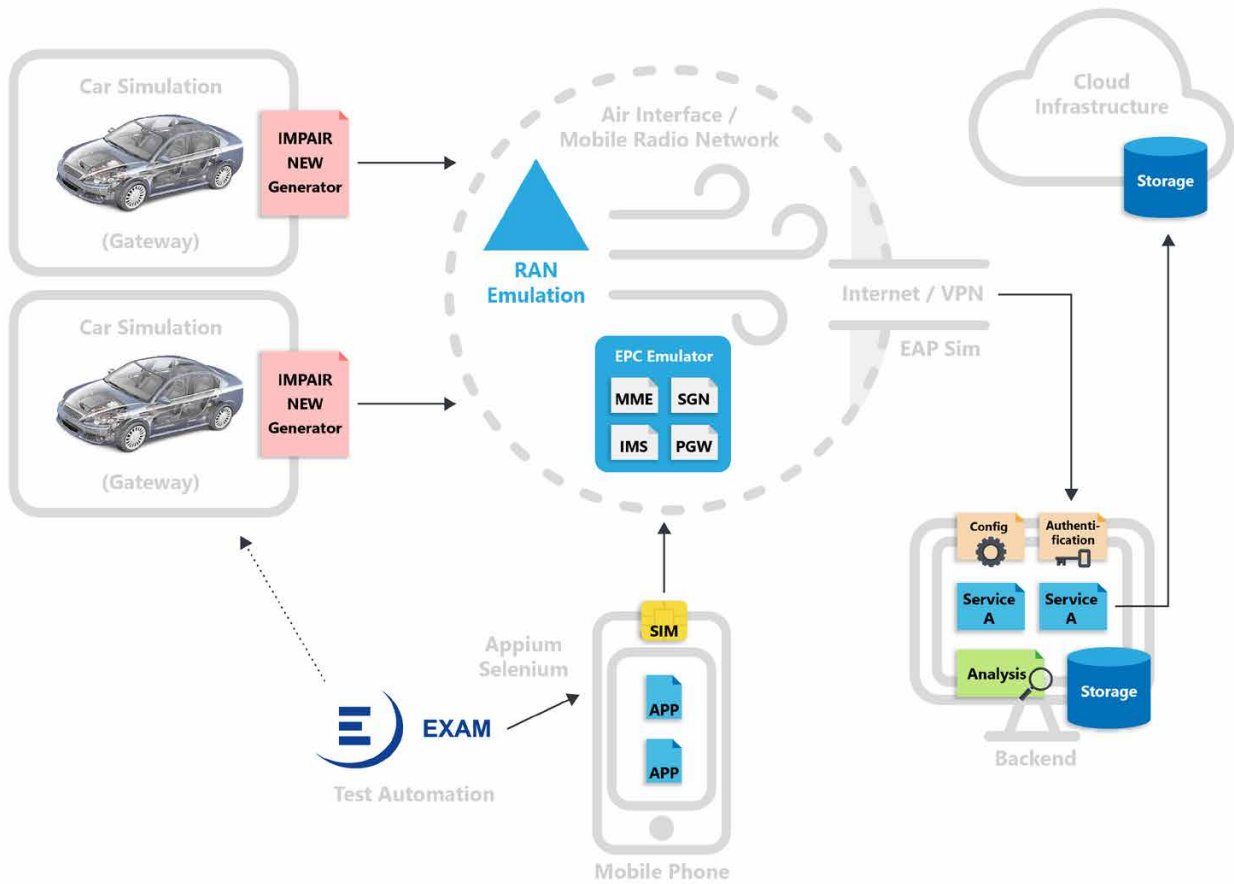 Car Simulation
IMPAIR
NEW
Generator
(Gateway)
Car Simulation
IMPAIR
NEW
Generator
(Gateway)
Air Interface /
Mobile Radio Network
RAN
Emulation
EPC Emulator
MME
SGN
IMS
PGW
Internet / VPN
EAP Sim
Cloud
Infrastructure
Storage
Config
Authenti-
fication
Service
A
Service
A
Analysis
Storage
Backend
Appium
Selenium
EXAM
Test Automation
SIM
APP
APP
Mobile Phone